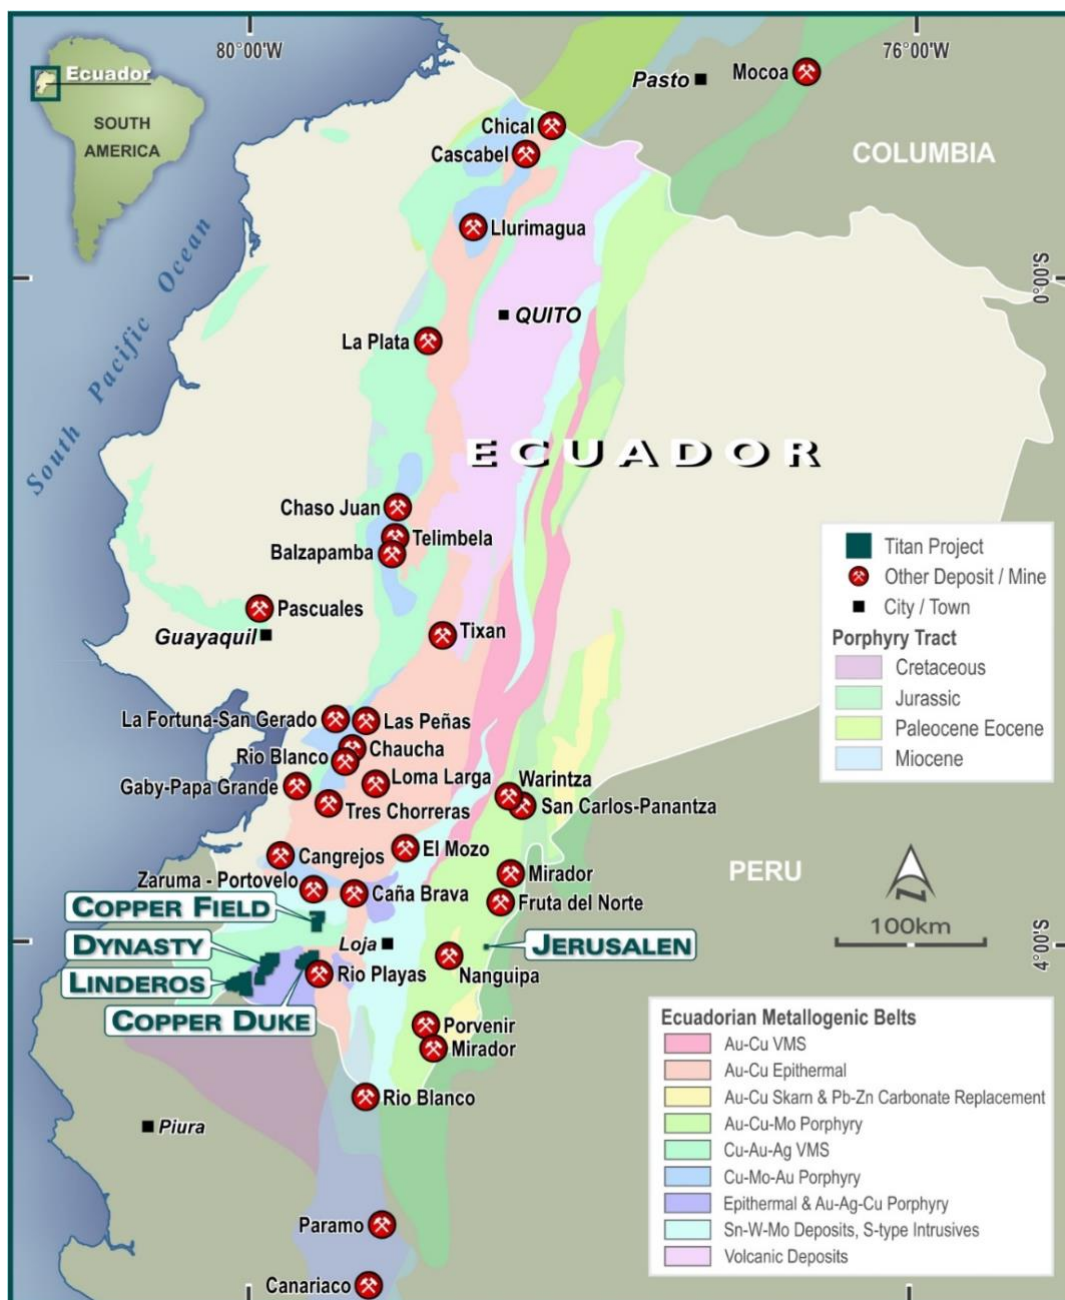 80°00'W
76°00'W
Ecuador
SOUTH
AMERICA
Pasto
Mocoa
Chical
Cascabel
COLUMBIA
Llurimagua
South Pacific Ocean
0°00'S
QUITO
La Plata
ECUADOR
Chaso Juan
Telimbela
Balzapamba
Pascuales
Guayaquil
Tixan
Titan Project
Other Deposit / Mine
City / Town
Porphyry Tract
Cretaceous
Jurassic
Paleocene Eocene
Miocene
La Fortuna-San Gerado
Las Peñas
Chaucha
Rio Blanco
Loma Larga
Gaby-Papa Grande
Tres Chorreras
Warintza
San Carlos-Panantza
El Mozo
Cangrejos
Mirador
PERU
Zaruma - Portovelo
Caña Brava
Fruta del Norte
N
100km
COPPER FIELD
Loja
JERUSALEN
4°00'S
DYNASTY
Rio Playas
Nanguipa
LINDEROS
COPPER DUKE
Porvenir
Mirador
Rio Blanco
Piura
Paramo
Canariaco
Ecuadorian Metallogenic Belts
Au-Cu VMS
Au-Cu Epithermal
Au-Cu Skarn & Pb-Zn Carbonate Replacement
Au-Cu-Mo Porphyry
Cu-Au-Ag VMS
Cu-Mo-Au Porphyry
Epithermal & Au-Ag-Cu Porphyry
Sn-W-Mo Deposits, S-type Intrusives
Volcanic Deposits